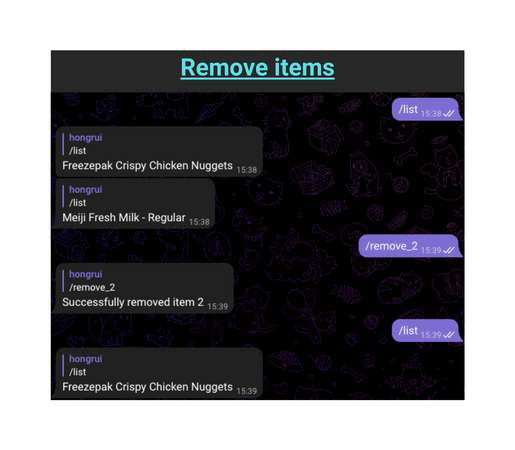 Remove items
/list 15:38
hongrui
/list
Freezepak Crispy Chicken Nuggets 15:38
hongrui
/list
Meiji Fresh Milk - Regular 15:38
/remove_2 15:39
hongrui
/remove_2
Successfully removed item 2 15:39
/list 15:39
hongrui
/list
Freezepak Crispy Chicken Nuggets 15:39